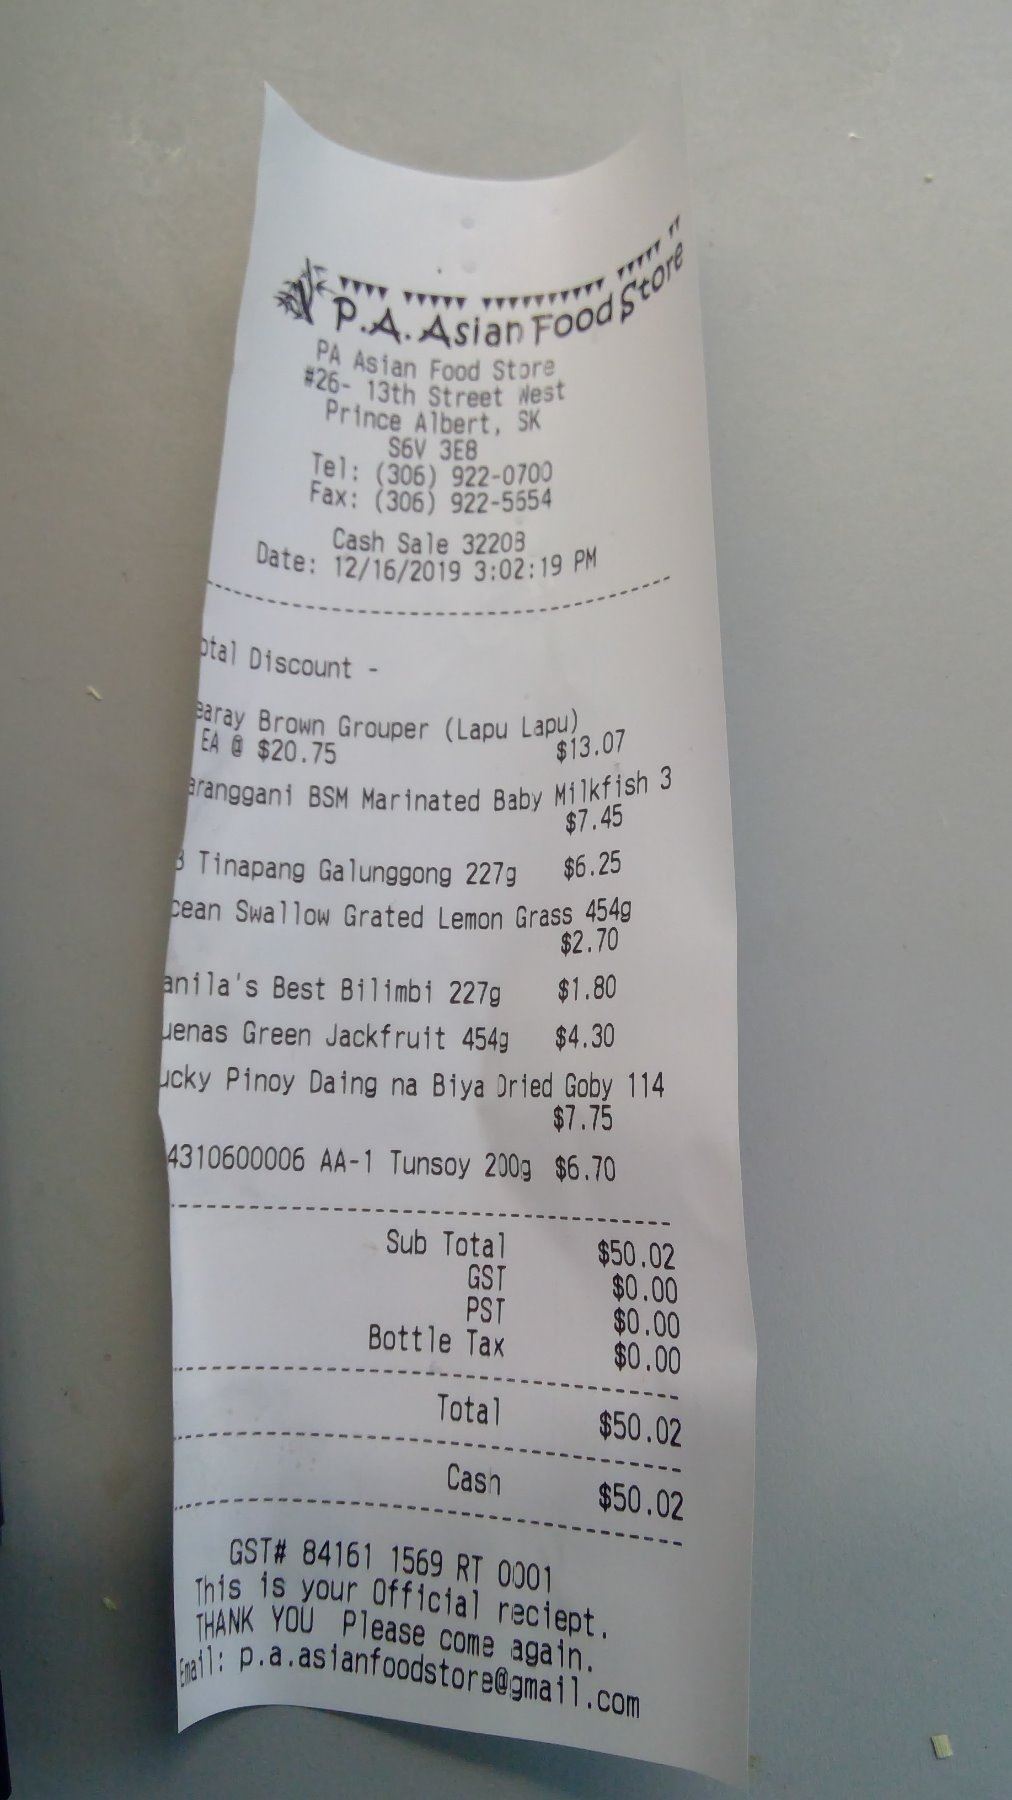 P.A. Asian Food Store
PA Asian Food Store
#26- 13th Street West
Prince Albert, SK
S6V 3E8
Tel: (306) 922-0700
Fax: (306) 922-5554
Cash Sale 32208
Date: 12/16/2019 3:02:19 PM
otal Discount -
earay Brown Grouper (Lapu Lapu)
EA @ $20.75 $13.07
aranggani BSM Marinated Baby Milkfish 3
$7.45
Tinapang Galunggong 227g $6.25
cean Swallow Grated Lemon Grass 454g
$2.70
anila's Best Bilimbi 227g $1.80
uenas Green Jackfruit 454g $4.30
ucky Pinoy Daing na Biya Dried Goby 114
$7.75
4310600006 AA-1 Tunsoy 200g $6.70
Sub Total $50.02
GST $0.00
PST $0.00
Bottle Tax $0.00
Total $50.02
Cash $50.02
GST# 84161 1569 RT 0001
This is your Official reciept.
THANK YOU Please come again.
Email: p.a.asianfoodstore@gmail.com